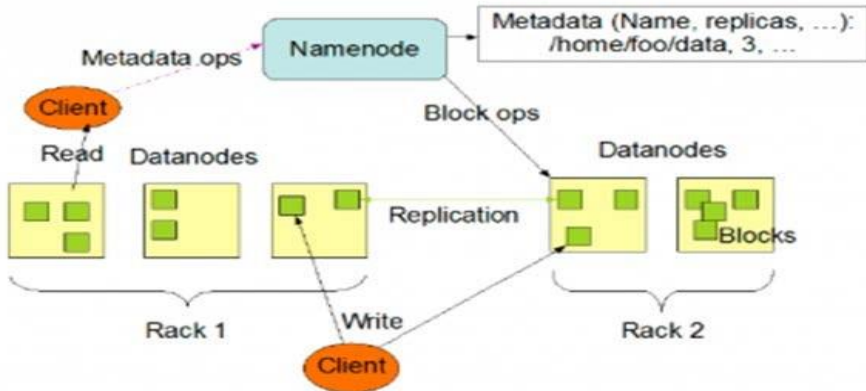 Metadata (Name, replicas, ...):
/home/foo/data, 3, ...
Namenode
Metadata ops
Client
Block ops
Read
Datanodes
Datanodes
Replication
Blocks
Rack 1
Write
Rack 2
Client